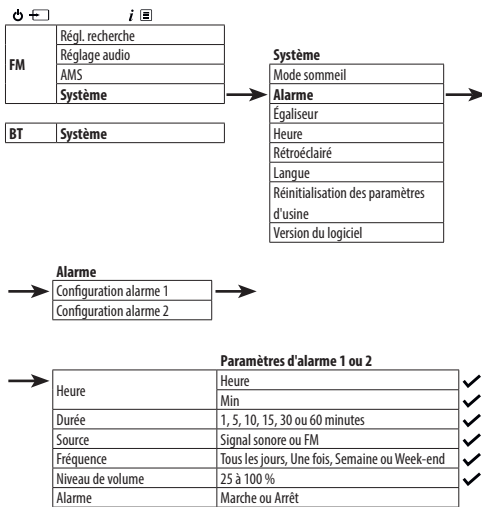 FM
Régl. recherche
Réglage audio
AMS
Système
BT Système
Système
Mode sommeil
Alarme
Égaliseur
Heure
Rétroéclairé
Langue
Réinitialisation des paramètres
d'usine
Version du logiciel
Alarme
Configuration alarme 1
Configuration alarme 2
Paramètres d'alarme 1 ou 2
Heure Heure
Min
Durée 1, 5, 10, 15, 30 ou 60 minutes
Source Signal sonore ou FM
Fréquence Tous les jours, Une fois, Semaine ou Week-end
Niveau de volume 25 à 100 %
Alarme Marche ou Arrêt